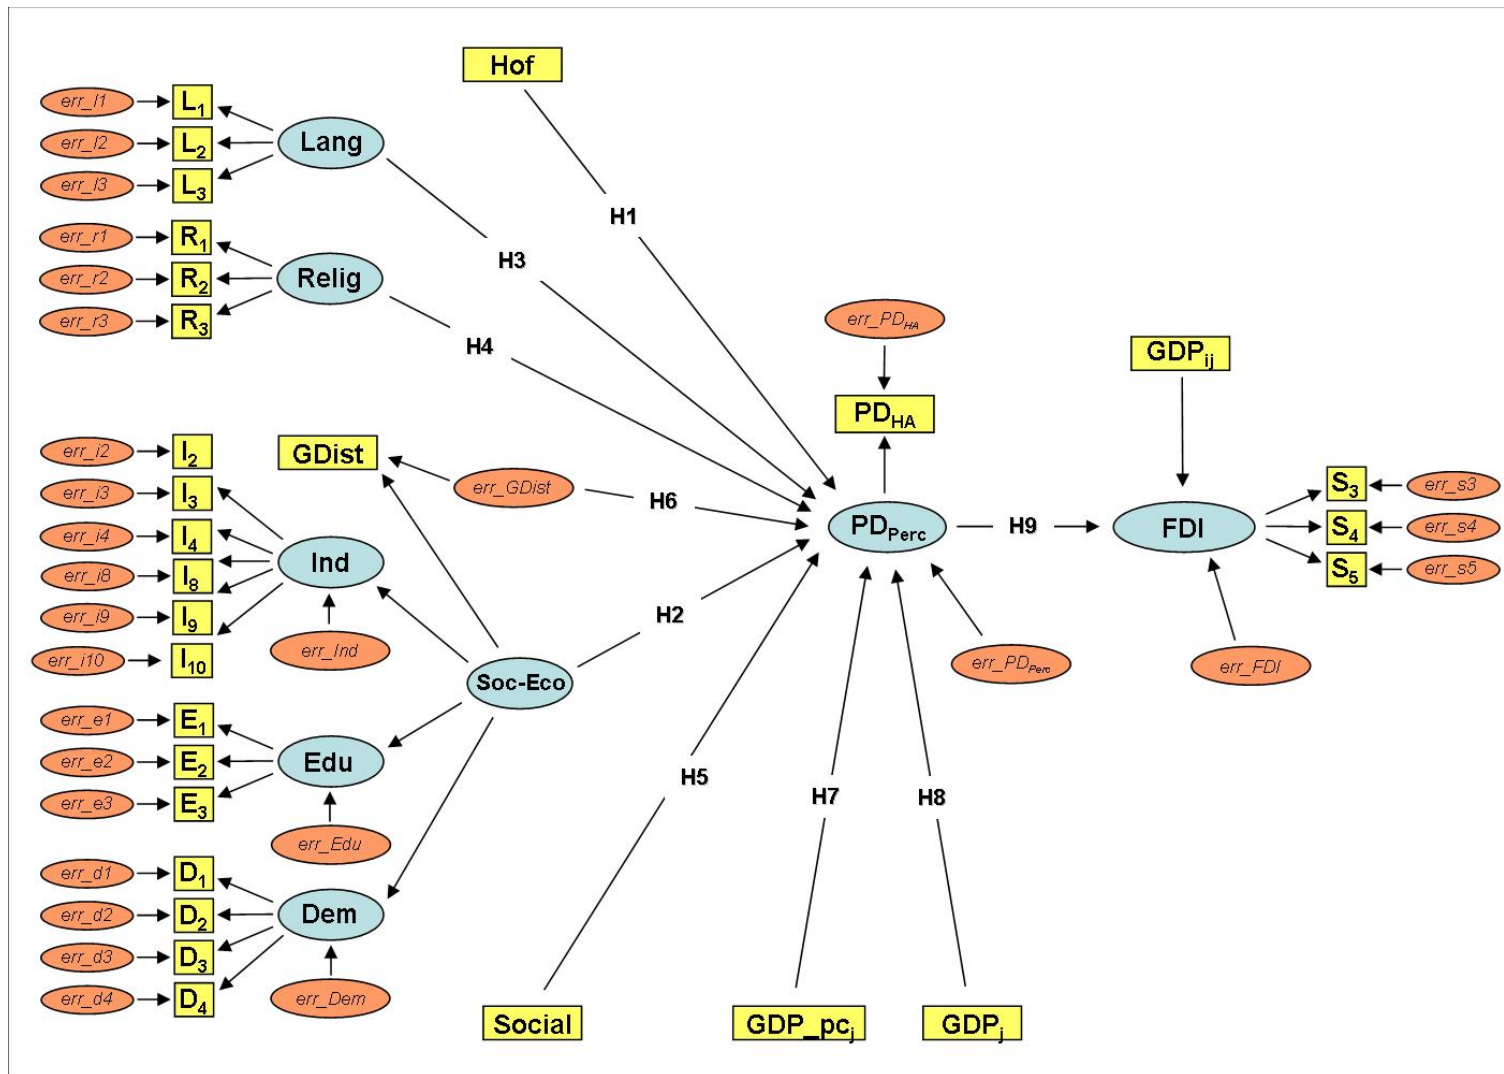 Hof
err_l1
L1
err_l2
L2
Lang
err_l3
L3
H1
err_r1
R1
H3
err_r2
R2
Relig
err_r3
R3
H4
err_PDHA
GDPij
PDHA
err_i2
I2
GDist
err_i3
I3
err_GDist
H6
S3
err_s3
err_i4
I4
PDPerc
H9
FDI
S4
err_s4
Ind
err_i8
I8
S5
err_s5
err_i9
I9
H2
err_Ind
err_i10
I10
err_PDPerc
err_FDI
Soc-Eco
err_e1
E1
err_e2
E2
Edu
H5
err_e3
E3
H7
H8
err_Edu
err_d1
D1
err_d2
D2
Dem
err_d3
D3
err_d4
D4
err_Dem
Social
GDP_pcj
GDPj